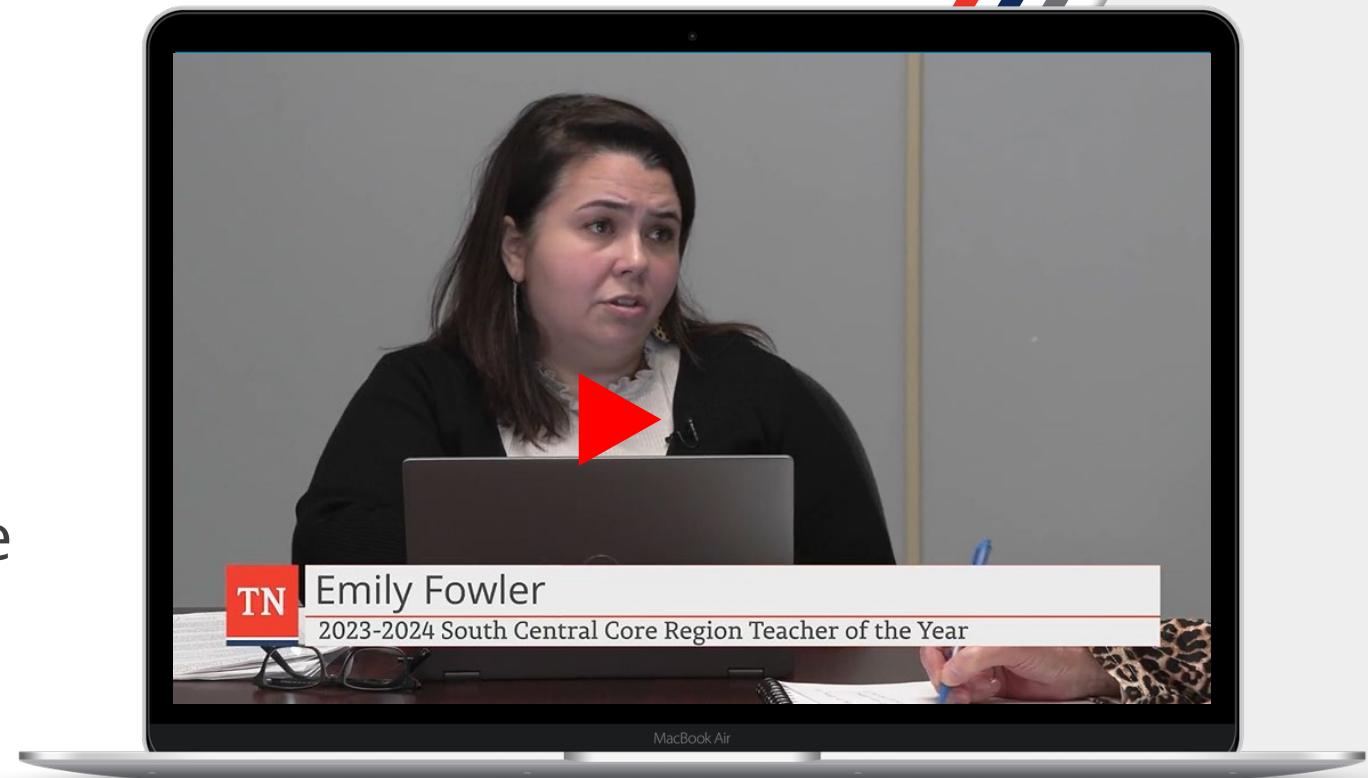 e
TN
Emily Fowler
2023-2024 South Central Core Region Teacher of the Year
MacBook Air